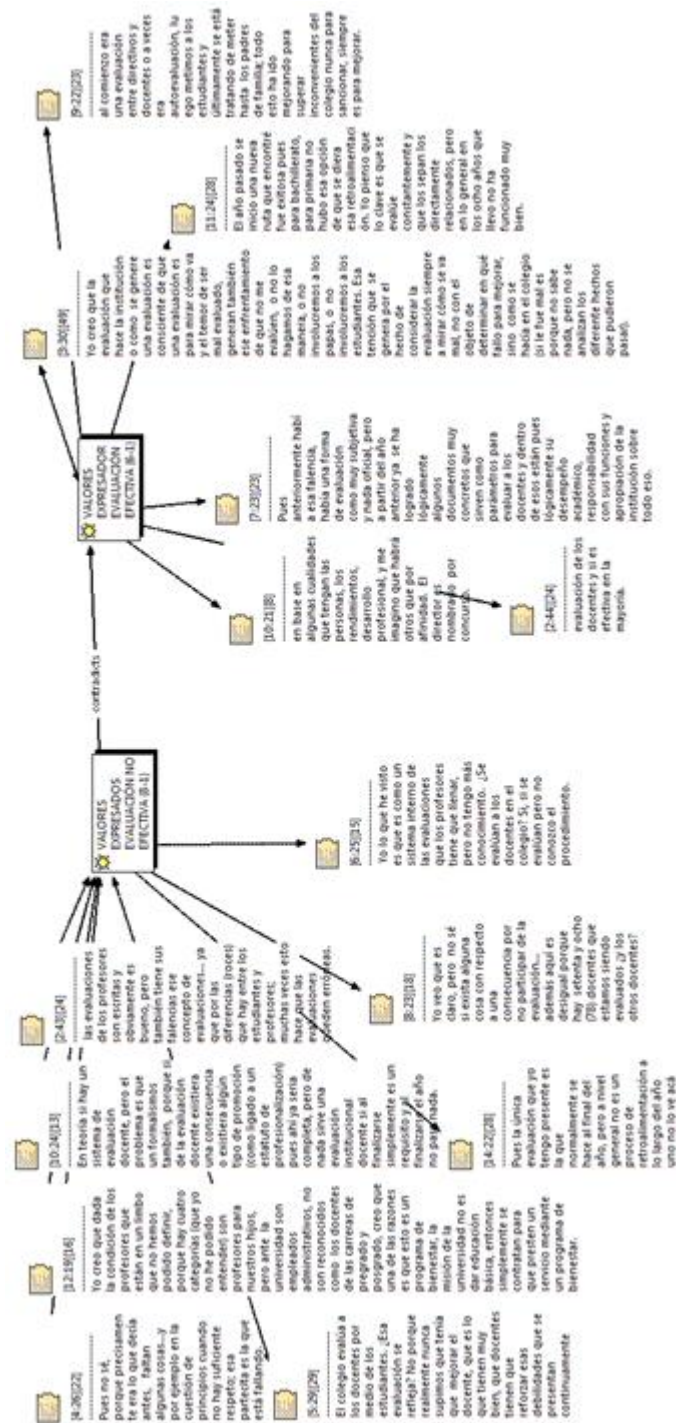 [4:26][22]
Pues no sé,
porque precisamen
te era lo que decía
antes, faltan
algunas cosas--y
por ejemplo en la
cuestión de
principios cuando
no hay suficiente
respeto; esa
partecita es la que
está fallando.
[12:19][16]
Yo creo que dada
la condición de los
profesores que
están en un limbo
que no hemos
podido definir,
porque hay cuatro
categorías (que yo
no he podido
entender) son
profesores para
nuestros hijos,
pero ante la
universidad son
empleados
administrativos, no
son reconocidos
como los docentes
de las carreras de
pregrado y
posgrado, creo que
una de las razones
es que esto es un
programa de
bienestar, la
misión de la
universidad no es
dar educación
básica, entonces
simplemente se
contratan para
que presten un
servicio mediante
un programa de
bienestar.
[10:24][13]
En teoría si hay un
sistema de
evaluación
docente, pero el
problema es que
un formalismos
también, porque si
de la evaluación
docente existiera
una consecuencia
o existiera algún
tipo de promoción
(como ligado a un
estatuto de
profesionalización)
pues ahí ya sería
completa, pero de
nada sirve una
evaluación
institucional
docente si al
finalizarse
simplemente es un
requisito y al
finalizarse el año
no pasa nada.
[2:43][24]
las evaluaciones
de los profesores
son escritas y
obviamente es
bueno, pero
también tiene sus
falencias ese
concepto de
evaluaciones... ya
que por las
diferencias (roces)
que hay entre los
estudiantes y
profesores;
muchas veces esto
hace que las
evaluaciones
queden erróneas.
[5:29][29]
El colegio evalúa a
los docentes por
medio de los
estudiantes. ¿Esa
evaluación se
refleja? No porque
realmente nunca
supimos que tenía
que mejorar el
docente, que es lo
que tienen muy
bien, que docentes
tienen que
reforzar esas
debilidades que se
presentan
continuamente
[14:22][28]
Pues la única
evaluación que yo
tengo presente es
la que
normalmente se
hace al final del
año, pero a nivel
general no es un
proceso de
retroalimentación a
lo largo del año
uno no lo ve acá
[8:23][18]
Yo veo que es
claro, pero no sé
si exista alguna
cosa con respecto
a una
consecuencia por
no participar de la
evaluación...
además aquí es
desigual porque
hay setenta y ocho
(78) docentes que
estamos siendo
evaluados ¿y los
otros docentes?
VALORES
EXPRESADOS
EVALUACIÓN NO
EFECTIVA (8-1)
[6:25][15]
Yo lo que he visto
es que es como un
sistema interno de
las evaluaciones
que los profesores
tiene que llenar,
pero no tengo más
conocimiento. ¿Se
evalúan a los
docentes en el
colegio? Sí, si se
evalúan pero no
conozco el
procedimiento.
contradicts
VALORES
EXPRESADOR
EVALUACIÓN
EFECTIVA (6-1)
[10:21][8]
en base en
algunas cualidades
que tengan las
personas, los
rendimientos,
desarrollo
profesional, y me
imagino que habrá
otros que por
afinidad. El
director es
nombrado por
concurso.
[2:44][24]
evaluación de los
docentes y si es
efectiva en la
mayoría.
[7:23][23]
Pues
anteriormente habí
a esa falencia,
había una forma
de evaluación
como muy subjetiva
y nada oficial, pero
a partir del año
anterior ya se ha
logrado
lógicamente
algunos
documentos muy
concretos que
sirven como
parámetros para
evaluar a los
docentes y dentro
de esos están pues
lógicamente su
desempeño
académico,
responsabilidad
con sus funciones y
apropiación de la
institución sobre
todo eso.
[3:30][49]
Yo creo que la
evaluación que
hace la institución
o como se genere
una evaluación es
consciente de que
una evaluación es
para mirar cómo va
y el temor de ser
mal evaluado,
generan también
ese enfrentamiento
de que no me
evalúen, o no lo
hagamos de esa
manera, o no
involucremos a los
papas, o no
involucremos a los
estudiantes. Esa
tención que se
genera por el
hecho de
considerar la
evaluación siempre
a mirar cómo se va
mal, no con el
objeto de
determinar en qué
fallo para mejorar,
sino como se
hacía en el colegio
(si le fue mal es
porque no sabe
nada, pero no se
analizan los
diferente hechos
que pudieron
pasar).
[11:24][28]
El año pasado se
inicio una nueva
ruta que encontré
fue exitosa pues
para bachillerato,
para primaria no
hubo esa opción
de que se diera
esa retroalimentaci
ón. Yo pienso que
lo clave es que se
evalúe
constantemente y
que los sepan los
directamente
relacionados, pero
en lo general en
los ocho años que
llevo no ha
funcionado muy
bien.
[9:22][23]
al comienzo era
una evaluación
entre directivos y
docentes o a veces
era
autoevaluación, lu
ego metimos a los
estudiantes y
últimamente se está
tratando de meter
hasta los padres
de familia; todo
esto ha ido
mejorando para
superar
inconvenientes del
colegio nunca para
sancionar, siempre
es para mejorar.